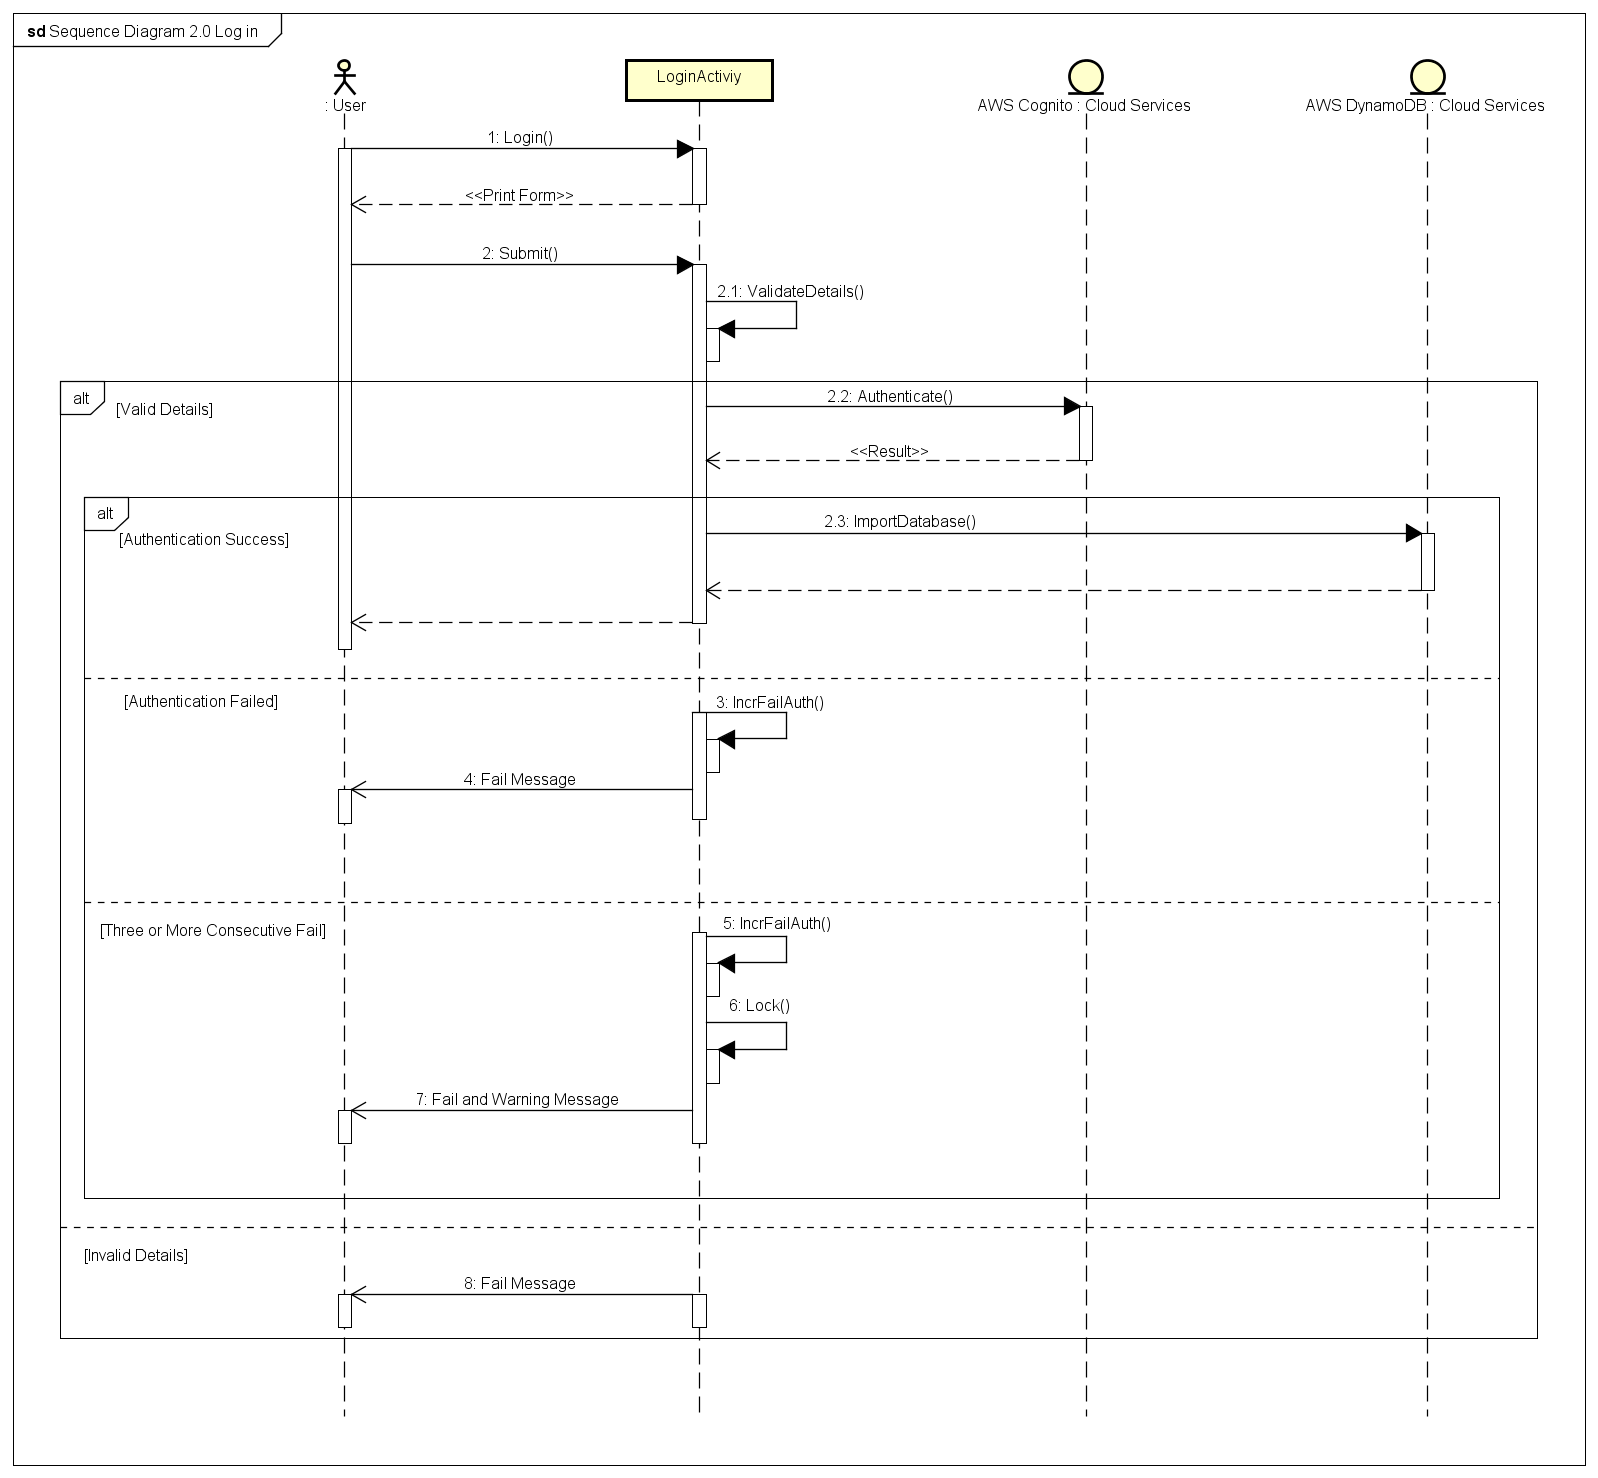 sd Sequence Diagram 2.0 Log in
: User
LoginActiviy
AWS Cognito : Cloud Services
AWS DynamoDB : Cloud Services
1: Login()
<<Print Form>>
2: Submit()
2.1: ValidateDetails()
alt
[Valid Details]
2.2: Authenticate()
<<Result>>
alt
[Authentication Success]
2.3: ImportDatabase()
[Authentication Failed]
3: IncrFailAuth()
4: Fail Message
[Three or More Consecutive Fail]
5: IncrFailAuth()
6: Lock()
7: Fail and Warning Message
[Invalid Details]
8: Fail Message